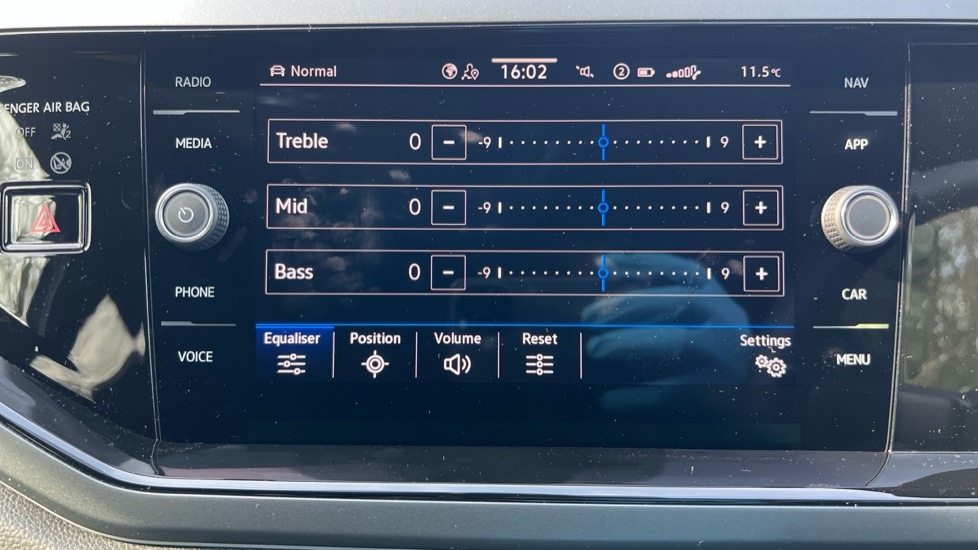 RADIO
MEDIA
PHONE
VOICE
ENGER AIR BAG
OFF
2
ON
Normal 16:02 2 11.5°C
Treble 0 - -9 9 +
Mid 0 - -9 9 +
Bass 0 - -9 9 +
Equaliser Position Volume Reset Settings
NAV
APP
CAR
MENU